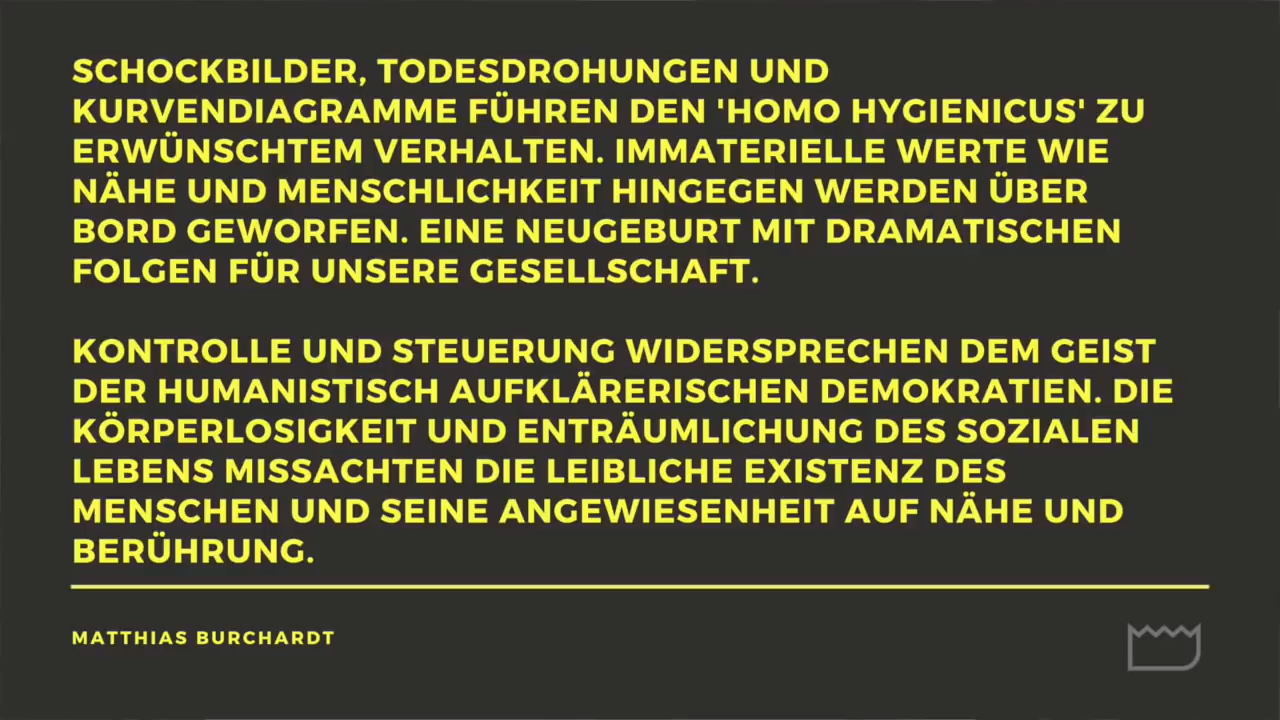 SCHOCKBILDER, TODESDROHUNGEN UND
KURVENDIAGRAMME FÜHREN DEN 'HOMO HYGIENICUS' ZU
ERWÜNSCHTEM VERHALTEN. IMMATERIELLE WERTE WIE
NÄHE UND MENSCHLICHKEIT HINGEGEN WERDEN ÜBER
BORD GEWORFEN. EINE NEUGEBURT MIT DRAMATISCHEN
FOLGEN FÜR UNSERE GESELLSCHAFT.
KONTROLLE UND STEUERUNG WIDERSPRECHEN DEM GEIST
DER HUMANISTISCH AUFKLÄRERISCHEN DEMOKRATIEN. DIE
KÖRPERLOSIGKEIT UND ENTRÄUMLICHUNG DES SOZIALEN
LEBENS MISSACHTEN DIE LEIBLICHE EXISTENZ DES
MENSCHEN UND SEINE ANGEWIESENHEIT AUF NÄHE UND
BERÜHRUNG.
MATTHIAS BURCHARDT